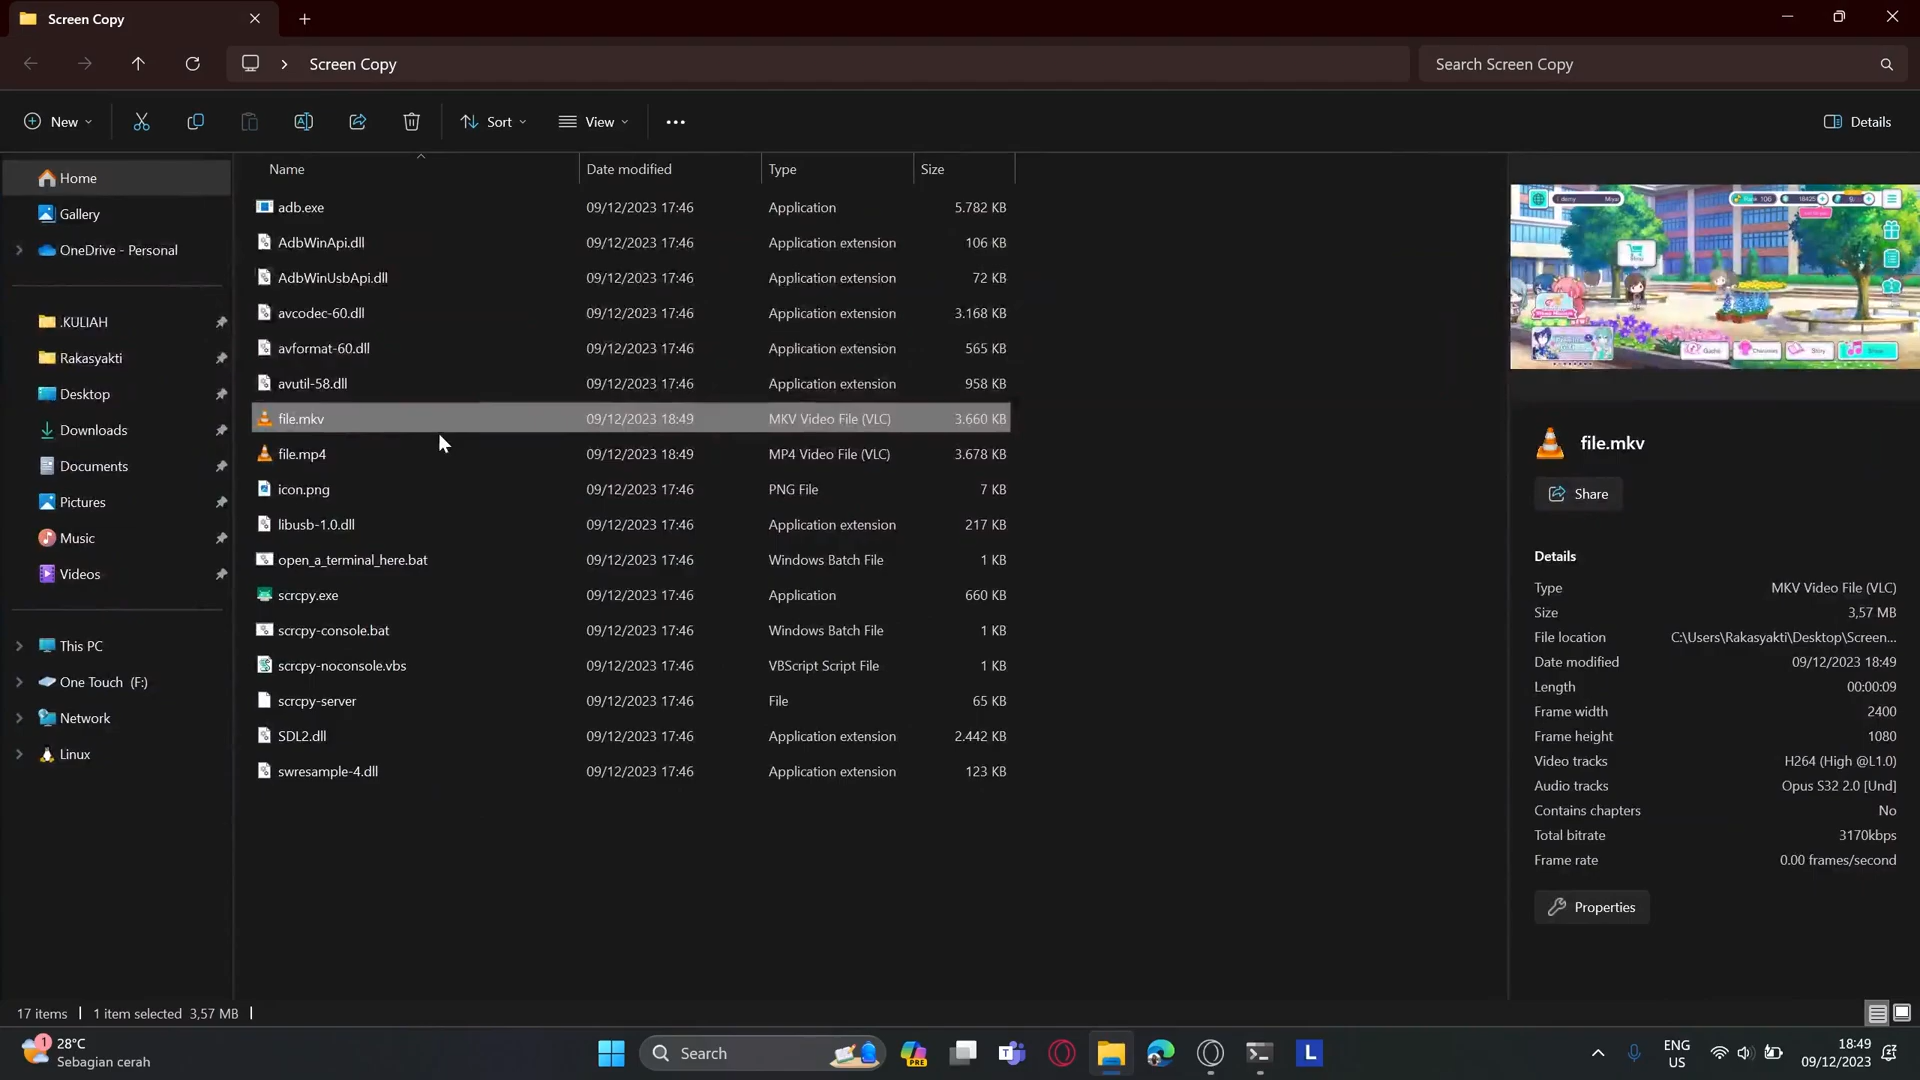 Screen Copy
Screen Copy
Search Screen Copy
New
Sort
View
Details
Home
Gallery
OneDrive - Personal
.KULIAH
Rakasyakti
Desktop
Downloads
Documents
Pictures
Music
Videos
This PC
One Touch (F:)
Network
Linux
Name Date modified Type Size
adb.exe 09/12/2023 17:46 Application 5.782 KB
AdbWinApi.dll 09/12/2023 17:46 Application extension 106 KB
AdbWinUsbApi.dll 09/12/2023 17:46 Application extension 72 KB
avcodec-60.dll 09/12/2023 17:46 Application extension 3.168 KB
avformat-60.dll 09/12/2023 17:46 Application extension 565 KB
avutil-58.dll 09/12/2023 17:46 Application extension 958 KB
file.mkv 09/12/2023 18:49 MKV Video File (VLC) 3.660 KB
file.mp4 09/12/2023 18:49 MP4 Video File (VLC) 3.678 KB
icon.png 09/12/2023 17:46 PNG File 7 KB
libusb-1.0.dll 09/12/2023 17:46 Application extension 217 KB
open_a_terminal_here.bat 09/12/2023 17:46 Windows Batch File 1 KB
scrcpy.exe 09/12/2023 17:46 Application 660 KB
scrcpy-console.bat 09/12/2023 17:46 Windows Batch File 1 KB
scrcpy-noconsole.vbs 09/12/2023 17:46 VBScript Script File 1 KB
scrcpy-server 09/12/2023 17:46 File 65 KB
SDL2.dll 09/12/2023 17:46 Application extension 2.442 KB
swresample-4.dll 09/12/2023 17:46 Application extension 123 KB
file.mkv
Share
Details
Type MKV Video File (VLC)
Size 3,57 MB
File location C:\Users\Rakasyakti\Desktop\Screen...
Date modified 09/12/2023 18:49
Length 00:00:09
Frame width 2400
Frame height 1080
Video tracks H264 (High @L1.0)
Audio tracks Opus S32 2.0 [Und]
Contains chapters No
Total bitrate 3170kbps
Frame rate 0.00 frames/second
Properties
17 items 1 item selected 3,57 MB
1
28°C
Sebagian cerah
Search
PRE
L
ENG
US
18:49
09/12/2023